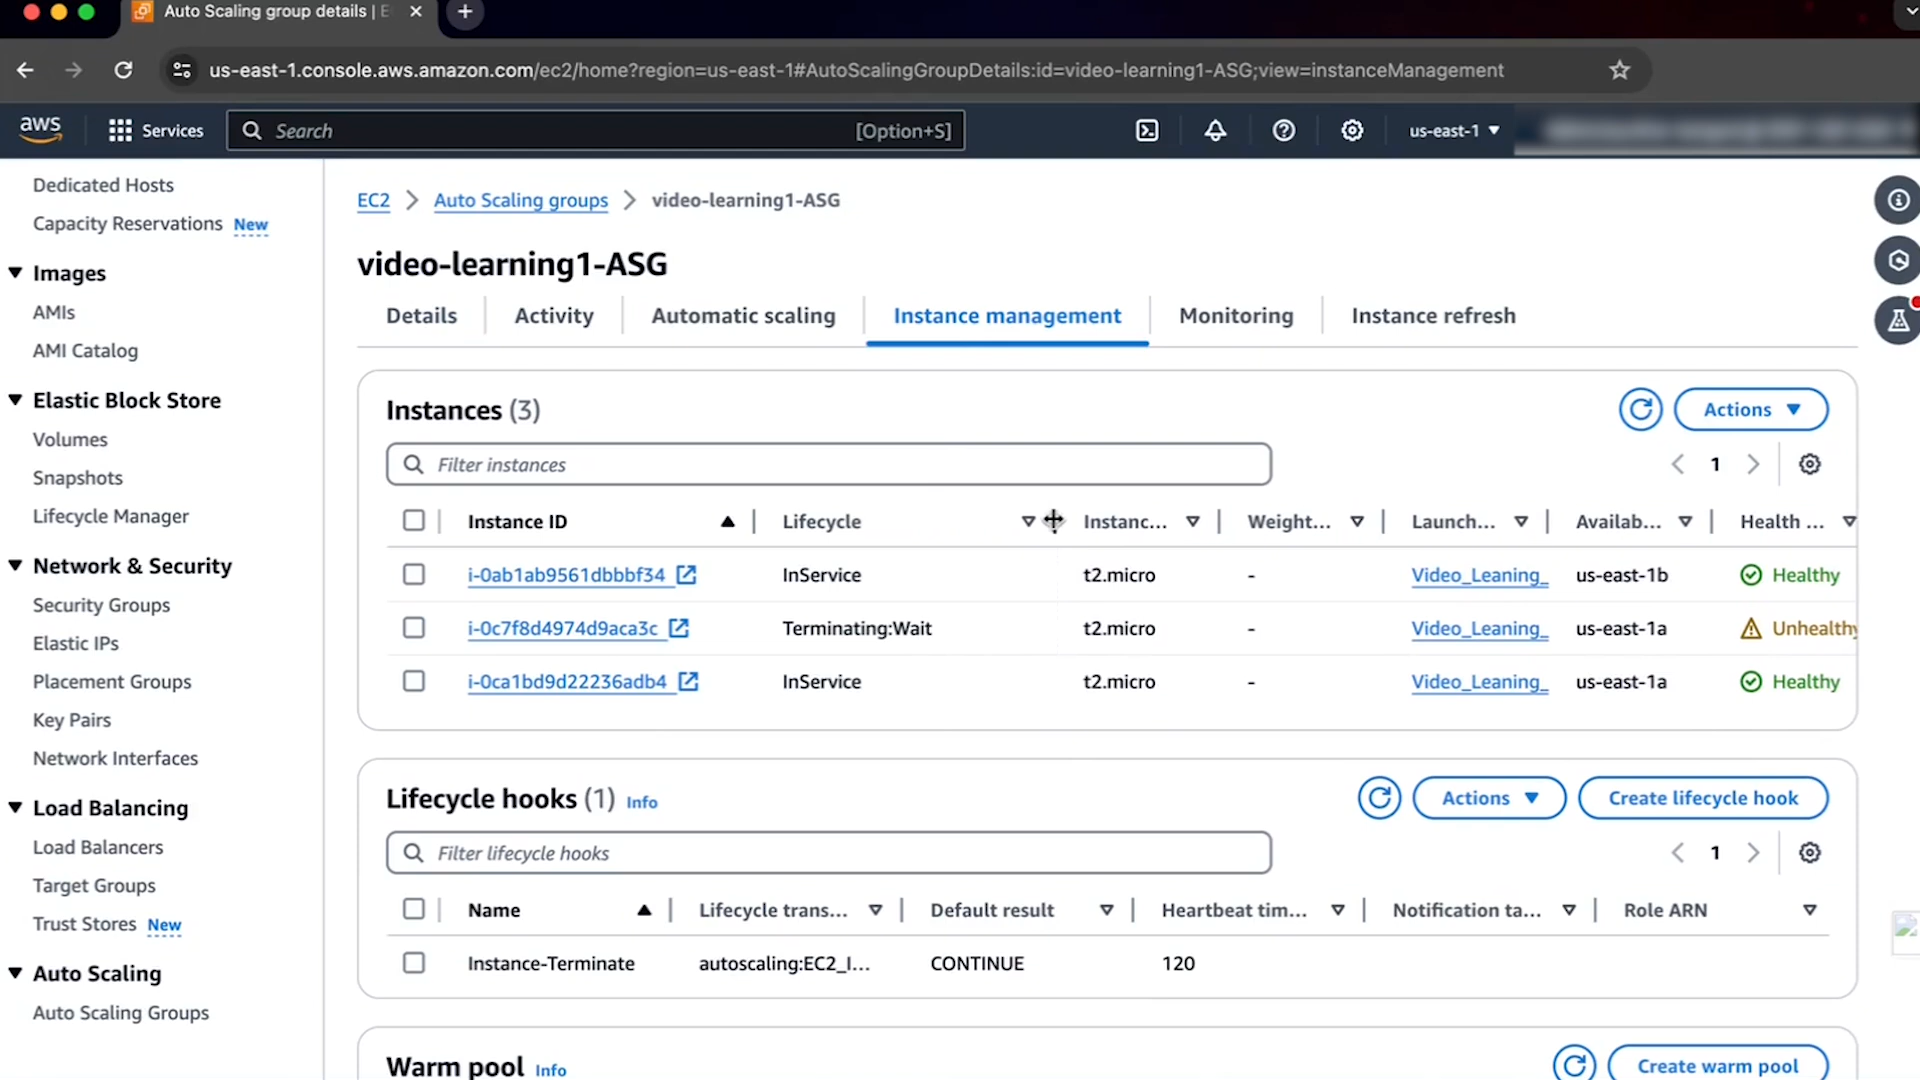 Auto Scaling group details | E
us-east-1.console.aws.amazon.com/ec2/home?region=us-east-1#AutoScalingGroupDetails:id=video-learning1-ASG;view=instanceManagement
aws Services Search [Option+S] us-east-1
Dedicated Hosts
Capacity Reservations New
Images
AMIs
AMI Catalog
Elastic Block Store
Volumes
Snapshots
Lifecycle Manager
Network & Security
Security Groups
Elastic IPs
Placement Groups
Key Pairs
Network Interfaces
Load Balancing
Load Balancers
Target Groups
Trust Stores New
Auto Scaling
Auto Scaling Groups
EC2 Auto Scaling groups video-learning1-ASG
video-learning1-ASG
Details Activity Automatic scaling Instance management Monitoring Instance refresh
Instances (3) Actions
Filter instances 1
Instance ID Lifecycle Instanc... Weight... Launch... Availab... Health ...
i-0ab1ab9561dbbbf34 InService t2.micro - Video_Leaning_ us-east-1b Healthy
i-0c7f8d4974d9aca3c Terminating:Wait t2.micro - Video_Leaning_ us-east-1a Unhealthy
i-0ca1bd9d22236adb4 InService t2.micro - Video_Leaning_ us-east-1a Healthy
Lifecycle hooks (1) Info Actions Create lifecycle hook
Filter lifecycle hooks 1
Name Lifecycle trans... Default result Heartbeat tim... Notification ta... Role ARN
Instance-Terminate autoscaling:EC2_I... CONTINUE 120
Warm pool Info Create warm pool